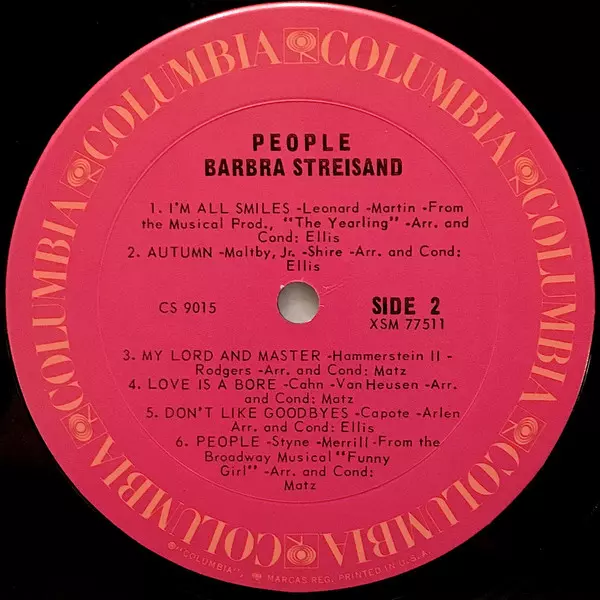 COLUMBIA COLUMBIA COLUMBIA COLUMBIA COLUMBIA COLUMBIA
PEOPLE
BARBRA STREISAND
1. I'M ALL SMILES -Leonard -Martin -From
the Musical Prod., "The Yearling" -Arr. and
Cond: Ellis
2. AUTUMN -Maltby, Jr. -Shire -Arr. and Cond:
Ellis
CS 9015
SIDE 2
XSM 77511
3. MY LORD AND MASTER -Hammerstein II -
Rodgers -Arr. and Cond: Matz
4. LOVE IS A BORE -Cahn -Van Heusen -Arr.
and Cond: Matz
5. DON'T LIKE GOODBYES -Capote -Arlen
Arr. and Cond: Ellis
6. PEOPLE -Styne -Merrill -From the
Broadway Musical "Funny
Girl" -Arr. and Cond:
Matz
® "COLUMBIA", MARCAS REG. PRINTED IN U.S.A.